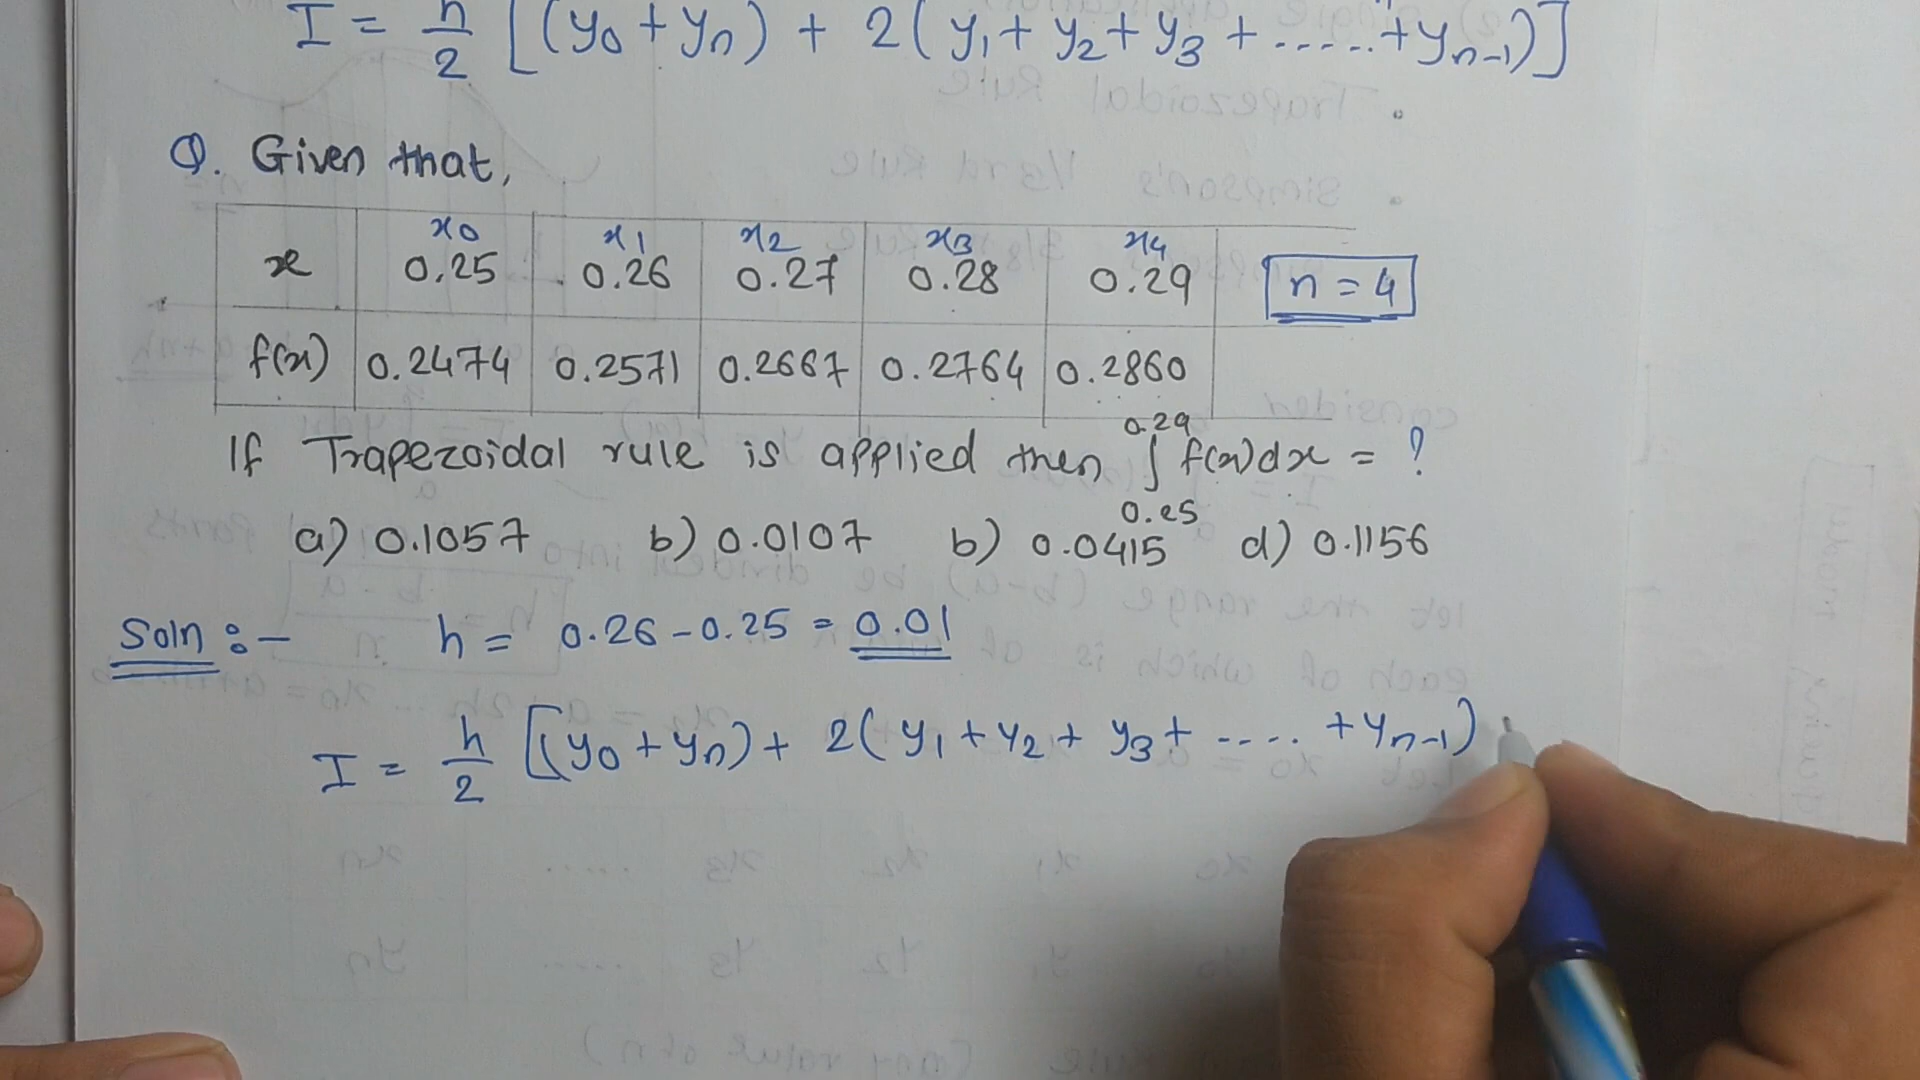 I = h/2 [(y₀ + yₙ) + 2(y₁ + y₂ + y₃ + ..... + yₙ₋₁)]
Q. Given that,
x₀ x₁ x₂ x₃ x₄
x 0.25 0.26 0.27 0.28 0.29 n = 4
f(x) 0.2474 0.2571 0.2667 0.2764 0.2860
If Trapezoidal rule is applied then ∫ 0.25 0.29 f(x)dx = ?
a) 0.1057 b) 0.0107 b) 0.0415 d) 0.1156
Soln :- h = 0.26 - 0.25 = 0.01
I = h/2 [(y₀ + yₙ) + 2(y₁ + y₂ + y₃ + .... + yₙ₋₁)